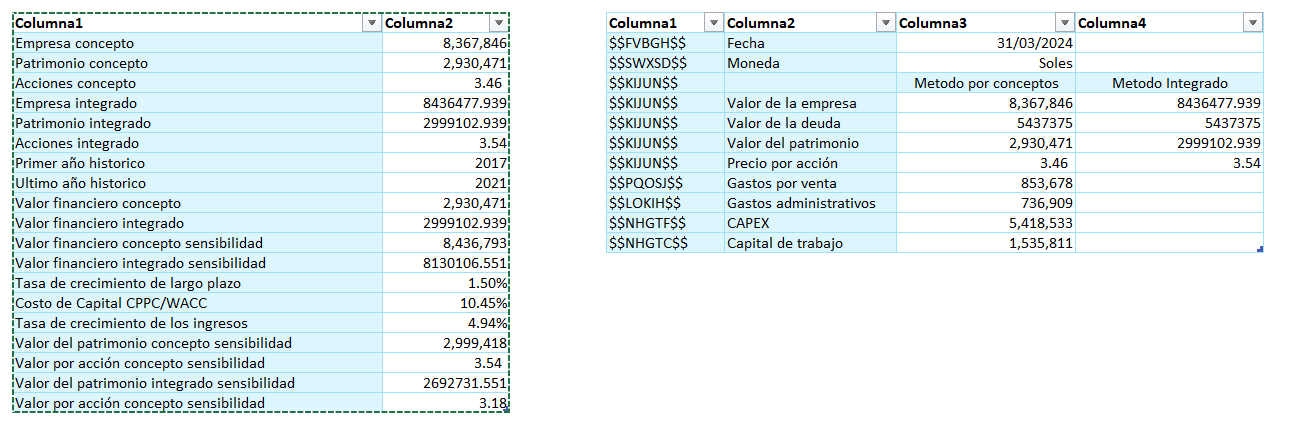 Columna1 Columna2
Empresa concepto 8,367,846
Patrimonio concepto 2,930,471
Acciones concepto 3.46
Empresa integrado 8436477.939
Patrimonio integrado 2999102.939
Acciones integrado 3.54
Primer año historico 2017
Ultimo año historico 2021
Valor financiero concepto 2,930,471
Valor financiero integrado 2999102.939
Valor financiero concepto sensibilidad 8,436,793
Valor financiero integrado sensibilidad 8130106.551
Tasa de crecimiento de largo plazo 1.50%
Costo de Capital CPPC/WACC 10.45%
Tasa de crecimiento de los ingresos 4.94%
Valor del patrimonio concepto sensibilidad 2,999,418
Valor por acción concepto sensibilidad 3.54
Valor del patrimonio integrado sensibilidad 2692731.551
Valor por acción concepto sensibilidad 3.18
Columna1 Columna2 Columna3 Columna4
$$FVBGH$$ Fecha 31/03/2024
$$SWXSD$$ Moneda Soles
$$KIJUN$$ Metodo por conceptos Metodo Integrado
$$KIJUN$$ Valor de la empresa 8,367,846 8436477.939
$$KIJUN$$ Valor de la deuda 5437375 5437375
$$KIJUN$$ Valor del patrimonio 2,930,471 2999102.939
$$KIJUN$$ Precio por acción 3.46 3.54
$$PQOSJ$$ Gastos por venta 853,678
$$LOKIH$$ Gastos administrativos 736,909
$$NHGTF$$ CAPEX 5,418,533
$$NHGTC$$ Capital de trabajo 1,535,811